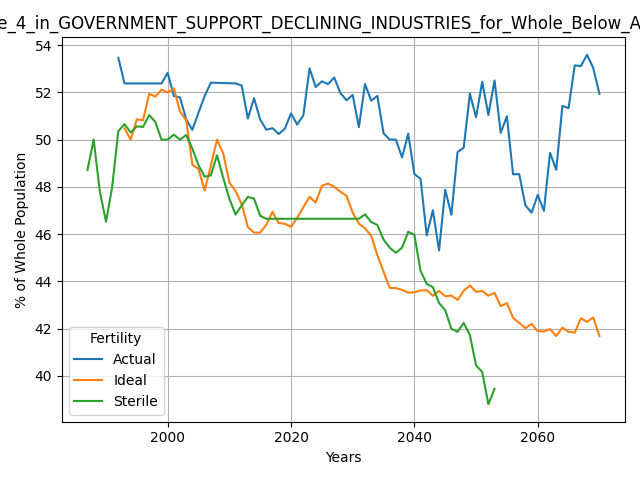 e_4_in_GOVERNMENT_SUPPORT_DECLINING_INDUSTRIES_for_Whole_Below_A
54
52
50
48
46
44
42
40
% of Whole Population
Fertility
Actual
Ideal
Sterile
2000 2020 2040 2060
Years